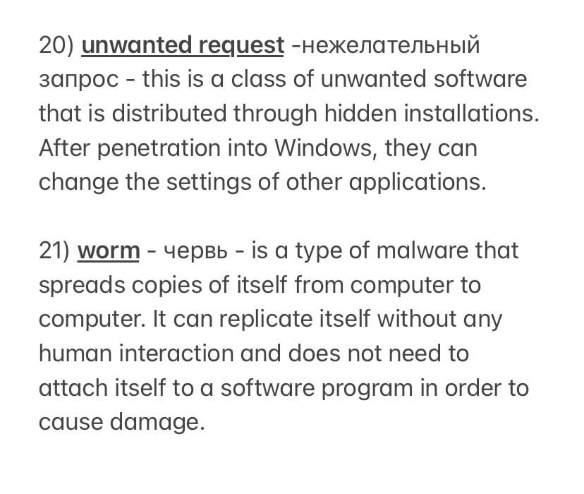 20) unwanted request -нежелательный
запрос - this is a class of unwanted software
that is distributed through hidden installations.
After penetration into Windows, they can
change the settings of other applications.
21) worm - червь - is a type of malware that
spreads copies of itself from computer to
computer. It can replicate itself without any
human interaction and does not need to
attach itself to a software program in order to
cause damage.